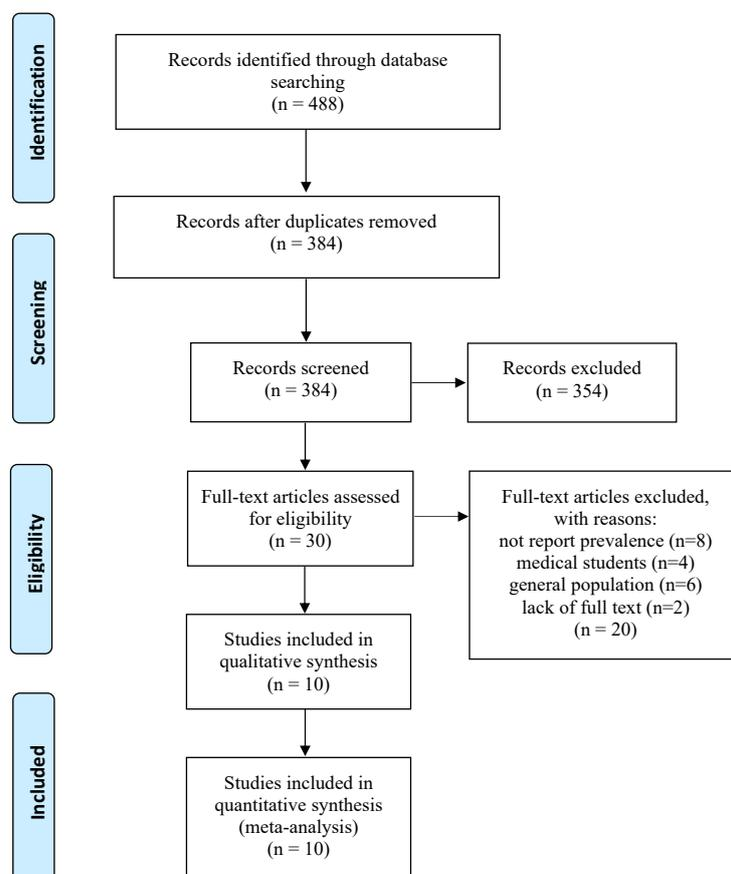 Identification
Records identified through database
searching
(n = 488)
Records after duplicates removed
(n = 384)
Screening
Records screened
(n = 384)
Records excluded
(n = 354)
Eligibility
Full-text articles assessed
for eligibility
(n = 30)
Full-text articles excluded,
with reasons:
not report prevalence (n=8)
medical students (n=4)
general population (n=6)
lack of full text (n=2)
(n = 20)
Studies included in
qualitative synthesis
(n = 10)
Included
Studies included in
quantitative synthesis
(meta-analysis)
(n = 10)